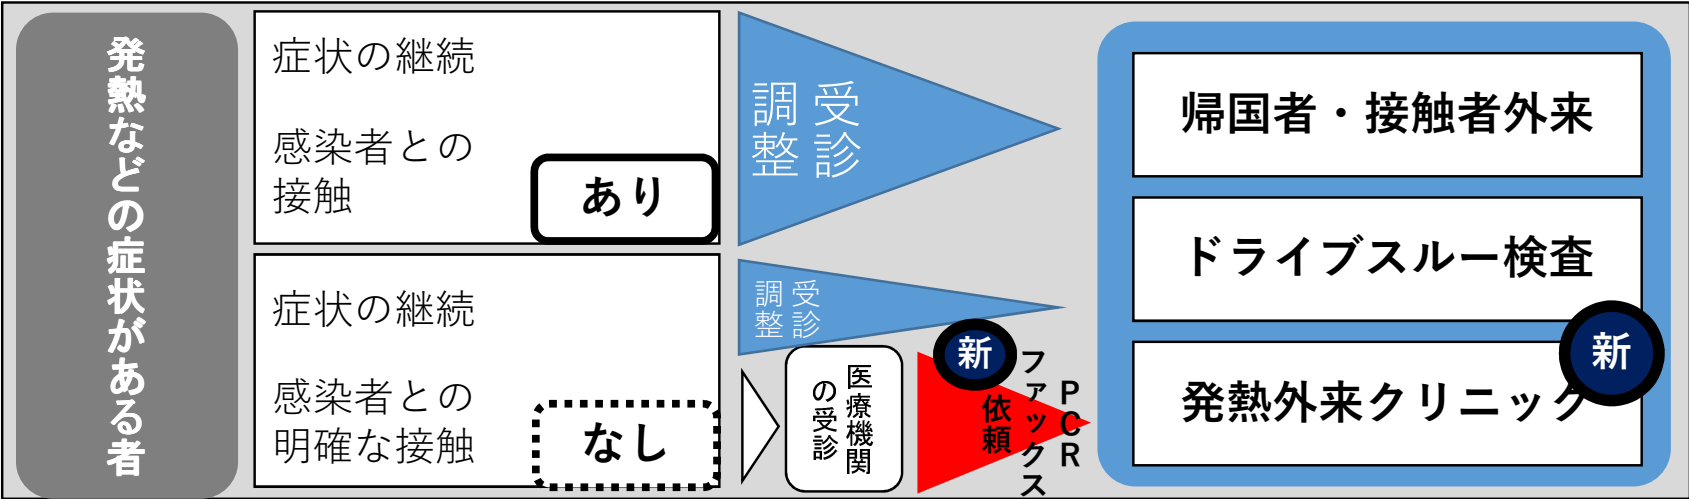 発熱などの症状がある者
症状の継続
感染者との
接触
あり
受診
調整
帰国者・接触者外来
ドライブスルー検査
発熱外来クリニック
新
症状の継続
感染者との
明確な接触
なし
受診
調整
医療機関
の受診
新
PCR
ファックス
依頼